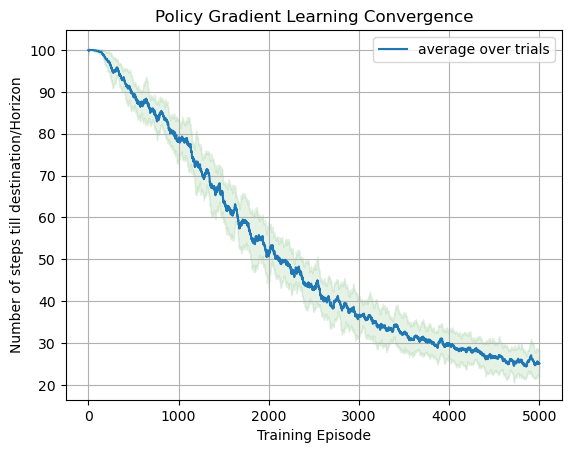 Policy Gradient Learning Convergence
average over trials
Number of steps till destination/Horizon
100
90
80
70
60
50
40
30
20
0 1000 2000 3000 4000 5000
Training Episode